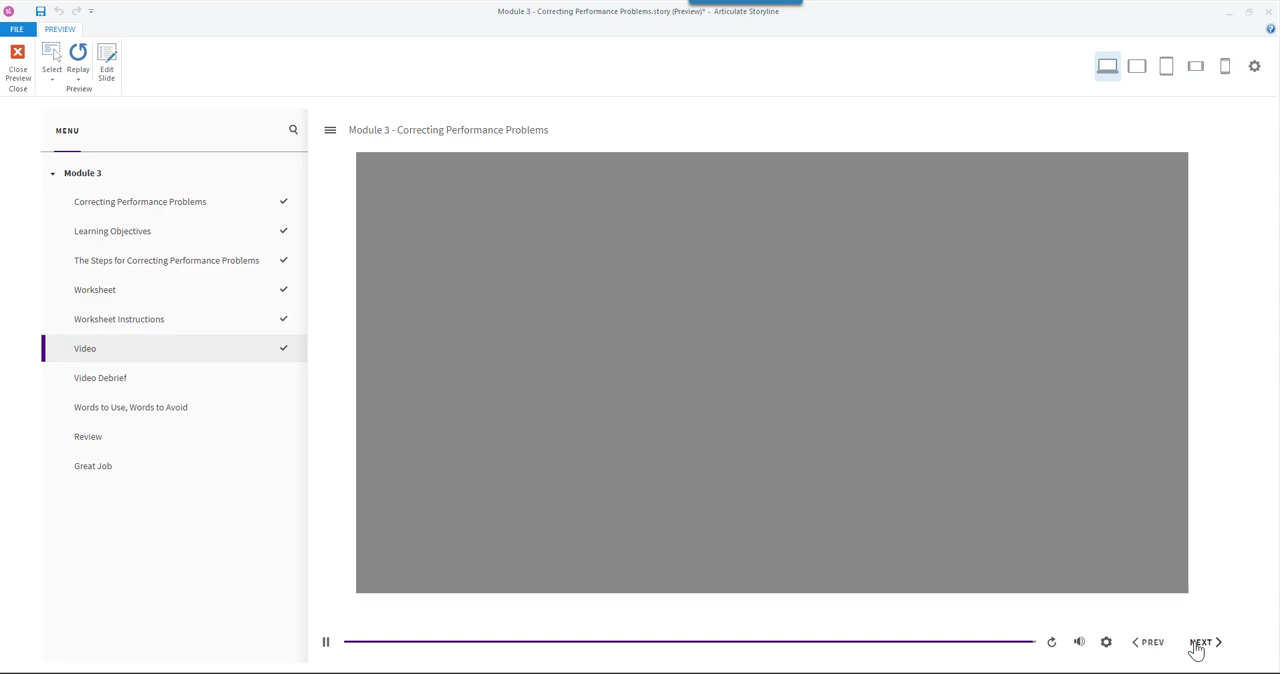 Module 3 - Correcting Performance Problems.story (Preview)* - Articulate Storyline
FILE
PREVIEW
Close Preview
Select
Replay
Edit Slide
Close
Preview
MENU
Module 3 - Correcting Performance Problems
Module 3
Correcting Performance Problems
Learning Objectives
The Steps for Correcting Performance Problems
Worksheet
Worksheet Instructions
Video
Video Debrief
Words to Use, Words to Avoid
Review
Great Job
PREV
NEXT